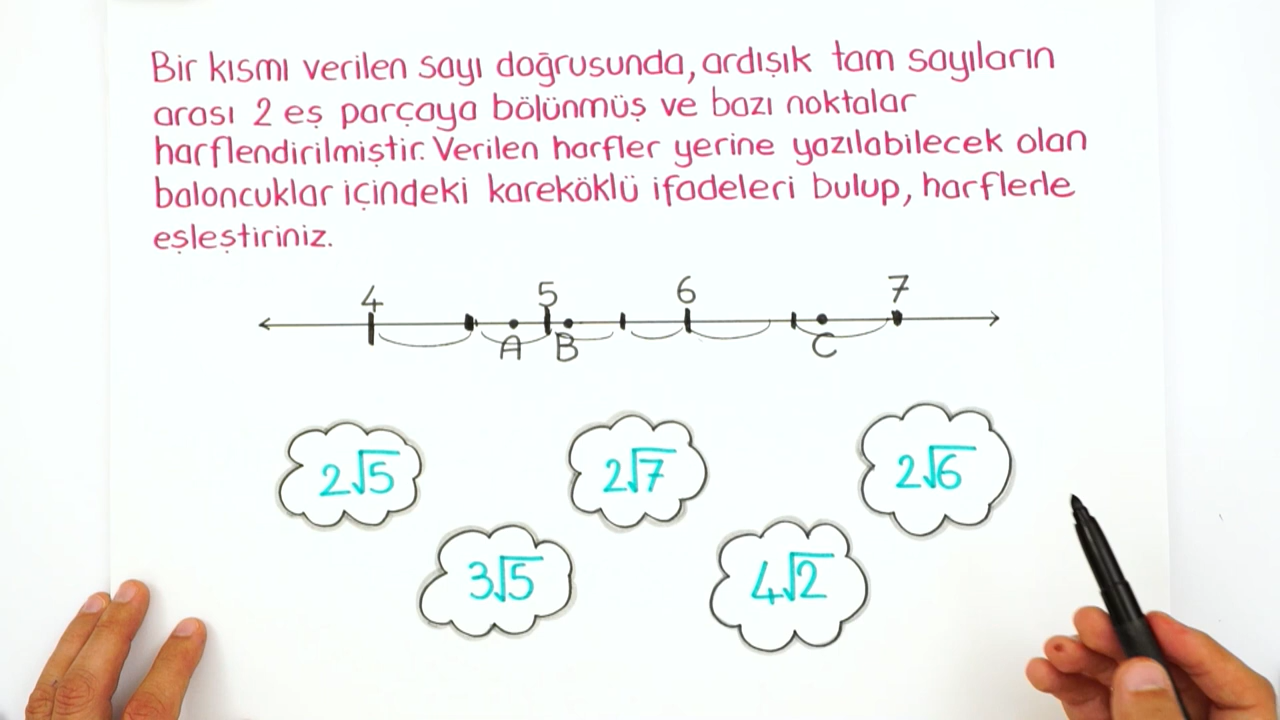 Bir kısmı verilen sayı doğrusunda, ardışık tam sayıların
arası 2 eş parçaya bölünmüş ve bazı noktalar
harflendirilmiştir. Verilen harfler yerine yazılabilecek olan
baloncuklar içindeki kareköklü ifadeleri bulup, harflerle
eşleştiriniz.
4 5 6 7
A B C
2√5 2√7 2√6
3√5 4√2